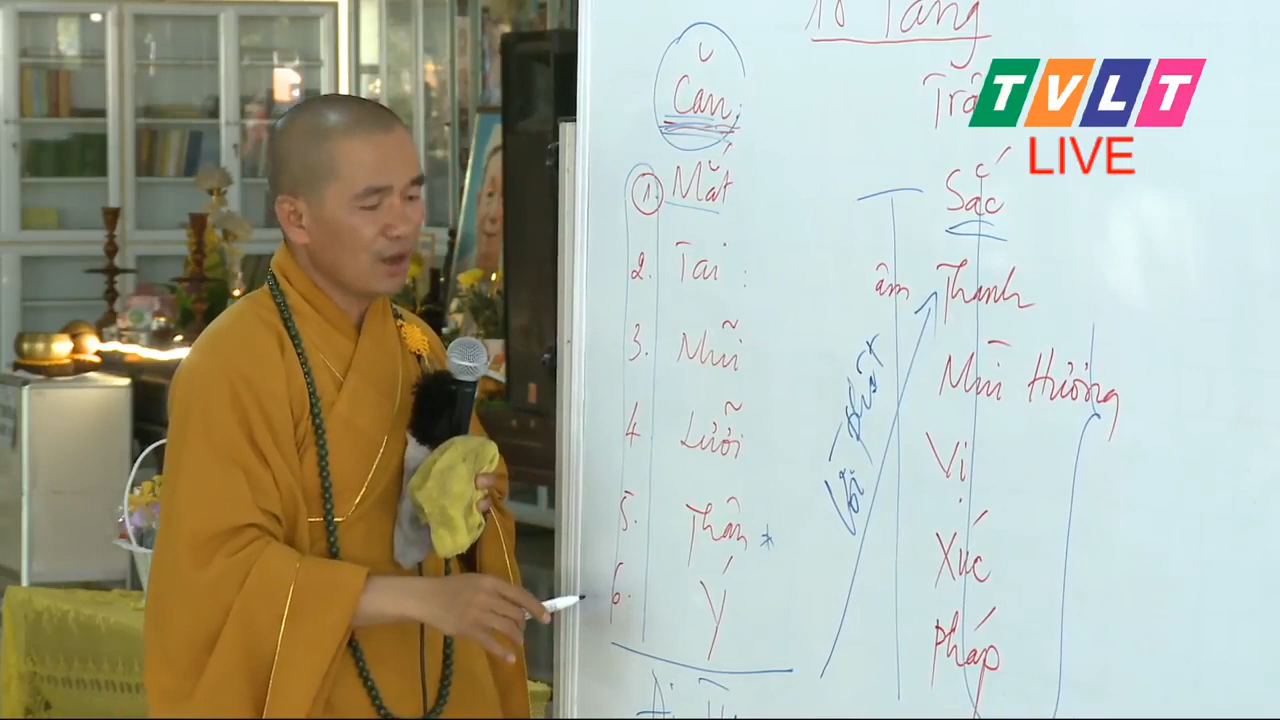 Căn
1. Mắt
2. Tai :
3. Nhĩ
4 Lưỡi
5. Thân *
6. Ý
Sắc
âm Thanh
Mùi Hương
Vị
Xúc
Pháp
TVLT
LIVE